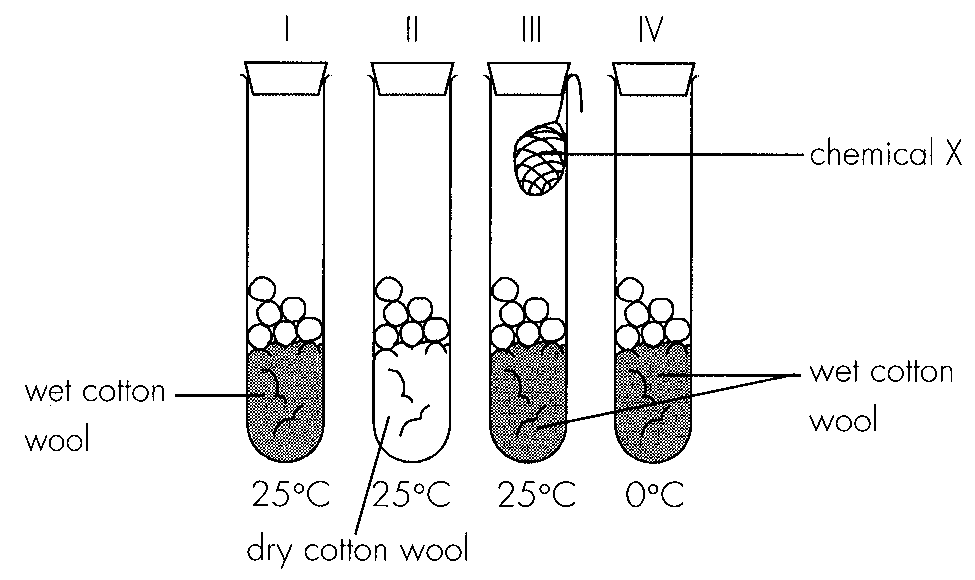 I II III IV
chemical X
wet cotton
wool
wet cotton
wool
25°C 25°C 25°C 0°C
dry cotton wool